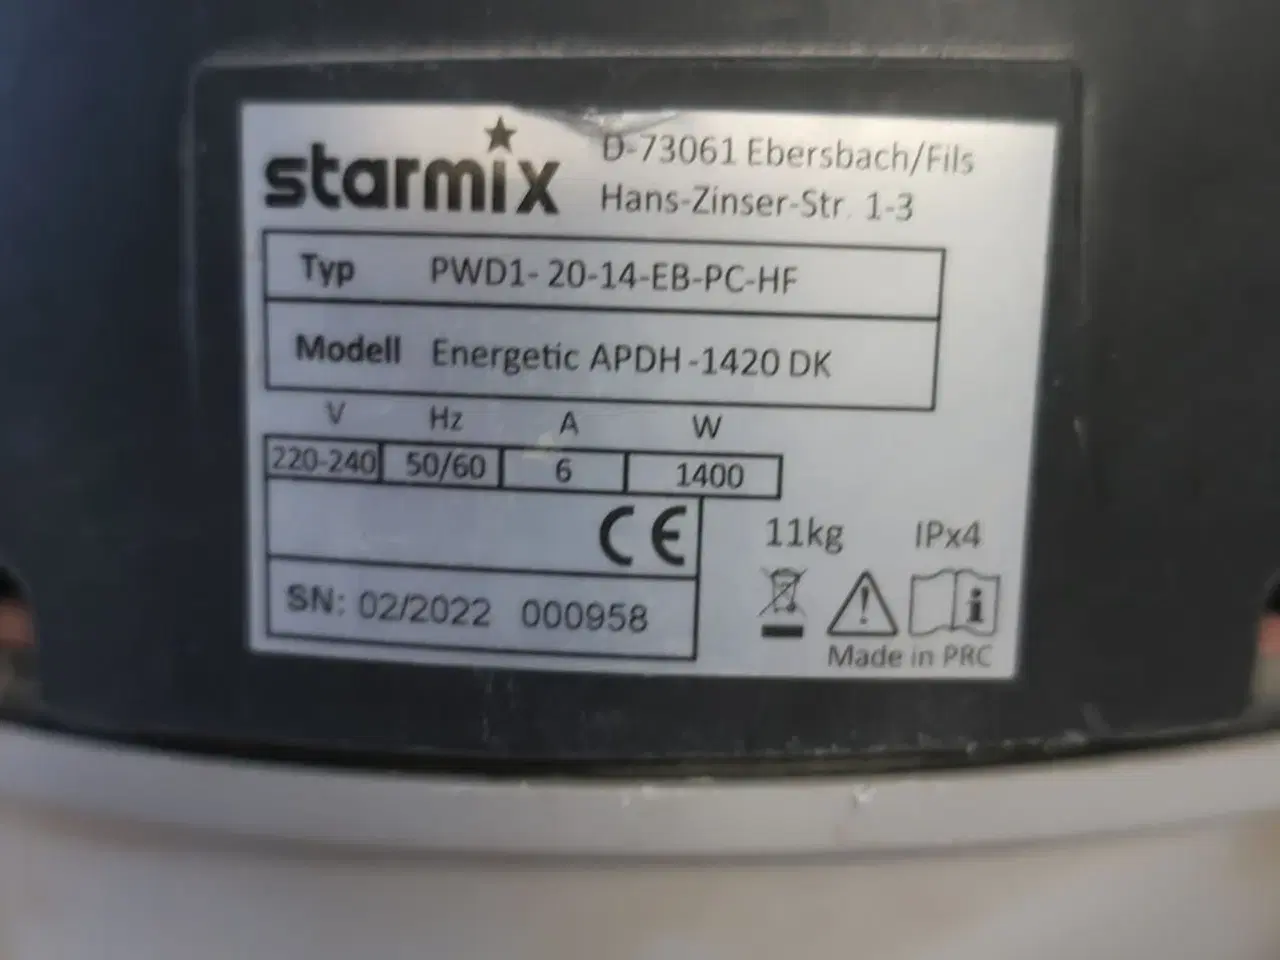 starmix
D-73061 Ebersbach/Fils
Hans-Zinser-Str. 1-3
Typ PWD1- 20-14-EB-PC-HF
Modell Energetic APDH -1420 DK
V Hz A W
220-240 50/60 6 1400
CE 11kg IPx4
SN: 02/2022 000958
Made in PRC